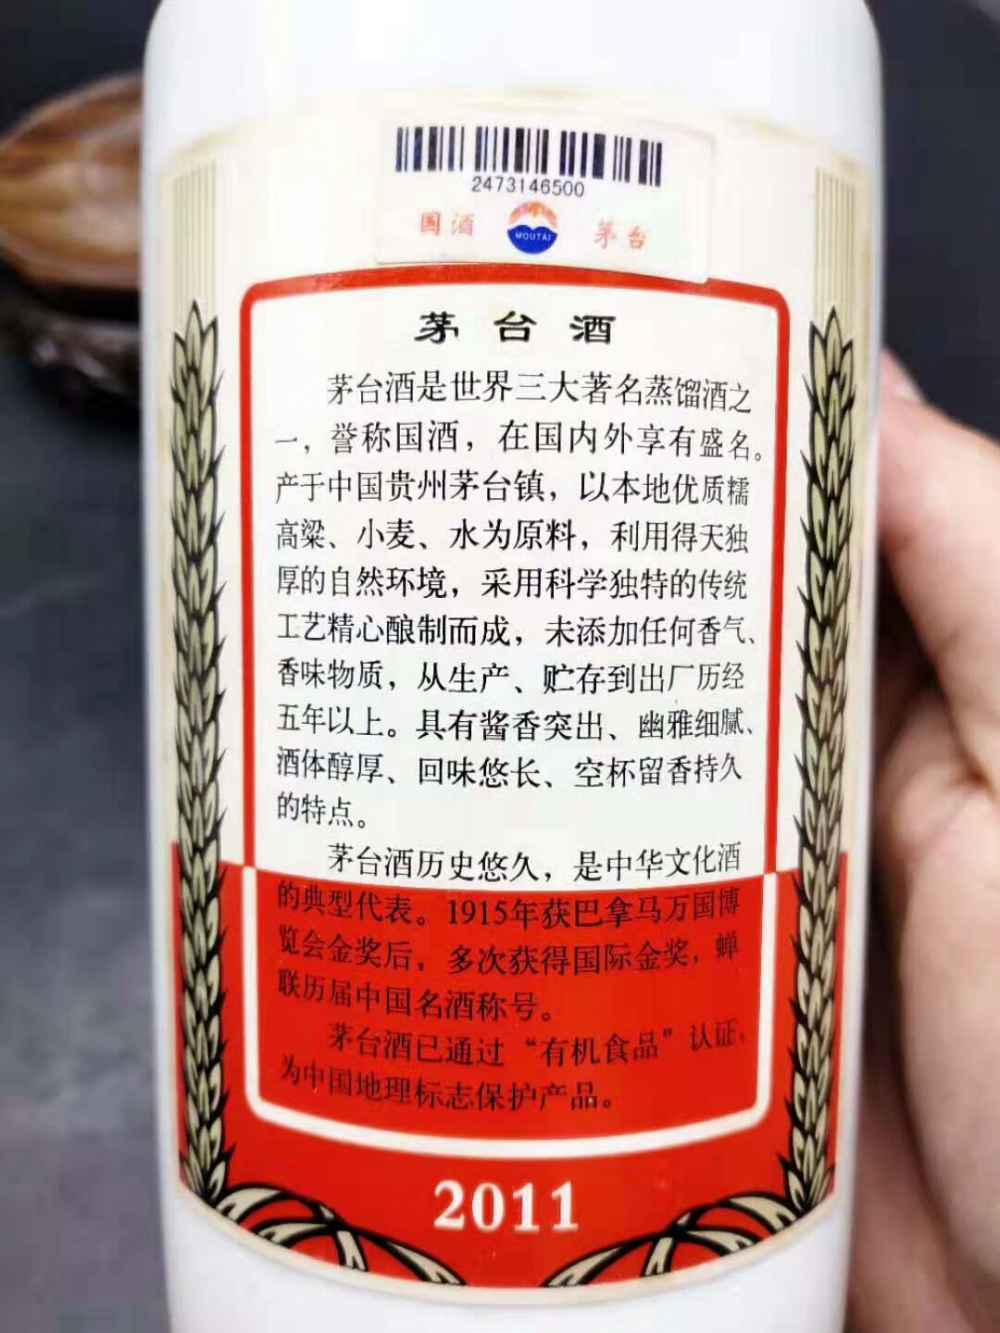 2473146500
国酒 MOUTAI 茅台
茅台酒
茅台酒是世界三大著名蒸馏酒之
一，誉称国酒，在国内外享有盛名。
产于中国贵州茅台镇，以本地优质糯
高粱、小麦、水为原料，利用得天独
厚的自然环境，采用科学独特的传统
工艺精心酿制而成，未添加任何香气、
香味物质，从生产、贮存到出厂历经
五年以上。具有酱香突出、幽雅细腻、
酒体醇厚、回味悠长、空杯留香持久
的特点。
茅台酒历史悠久，是中华文化酒
的典型代表。1915年获巴拿马万国博
览会金奖后，多次获得国际金奖，蝉
联历届中国名酒称号。
茅台酒已通过“有机食品”认证，
为中国地理标志保护产品。
2011